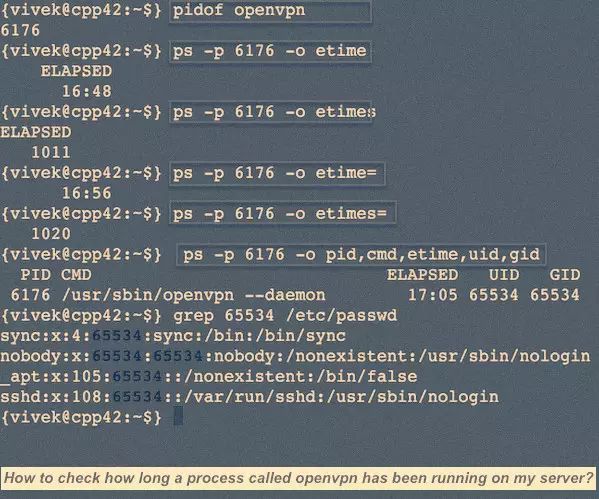 {vivek@cpp42:~$} pidof openvpn
6176
{vivek@cpp42:~$} ps -p 6176 -o etime
ELAPSED
16:48
{vivek@cpp42:~$} ps -p 6176 -o etimes
ELAPSED
1011
{vivek@cpp42:~$} ps -p 6176 -o etime=
16:56
{vivek@cpp42:~$} ps -p 6176 -o etimes=
1020
{vivek@cpp42:~$} ps -p 6176 -o pid,cmd,etime,uid,gid
PID CMD ELAPSED UID GID
6176 /usr/sbin/openvpn --daemon 17:05 65534 65534
{vivek@cpp42:~$} grep 65534 /etc/passwd
sync:x:4:65534:sync:/bin:/bin/sync
nobody:x:65534:65534:nobody:/nonexistent:/usr/sbin/nologin
_apt:x:105:65534::/nonexistent:/bin/false
sshd:x:108:65534::/var/run/sshd:/usr/sbin/nologin
{vivek@cpp42:~$}
How to check how long a process called openvpn has been running on my server?